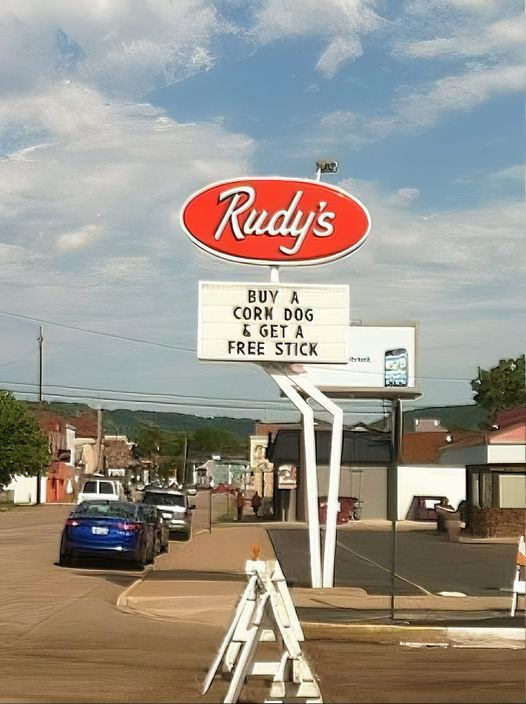 Rudy's
BUY A
CORN DOG
& GET A
FREE STICK